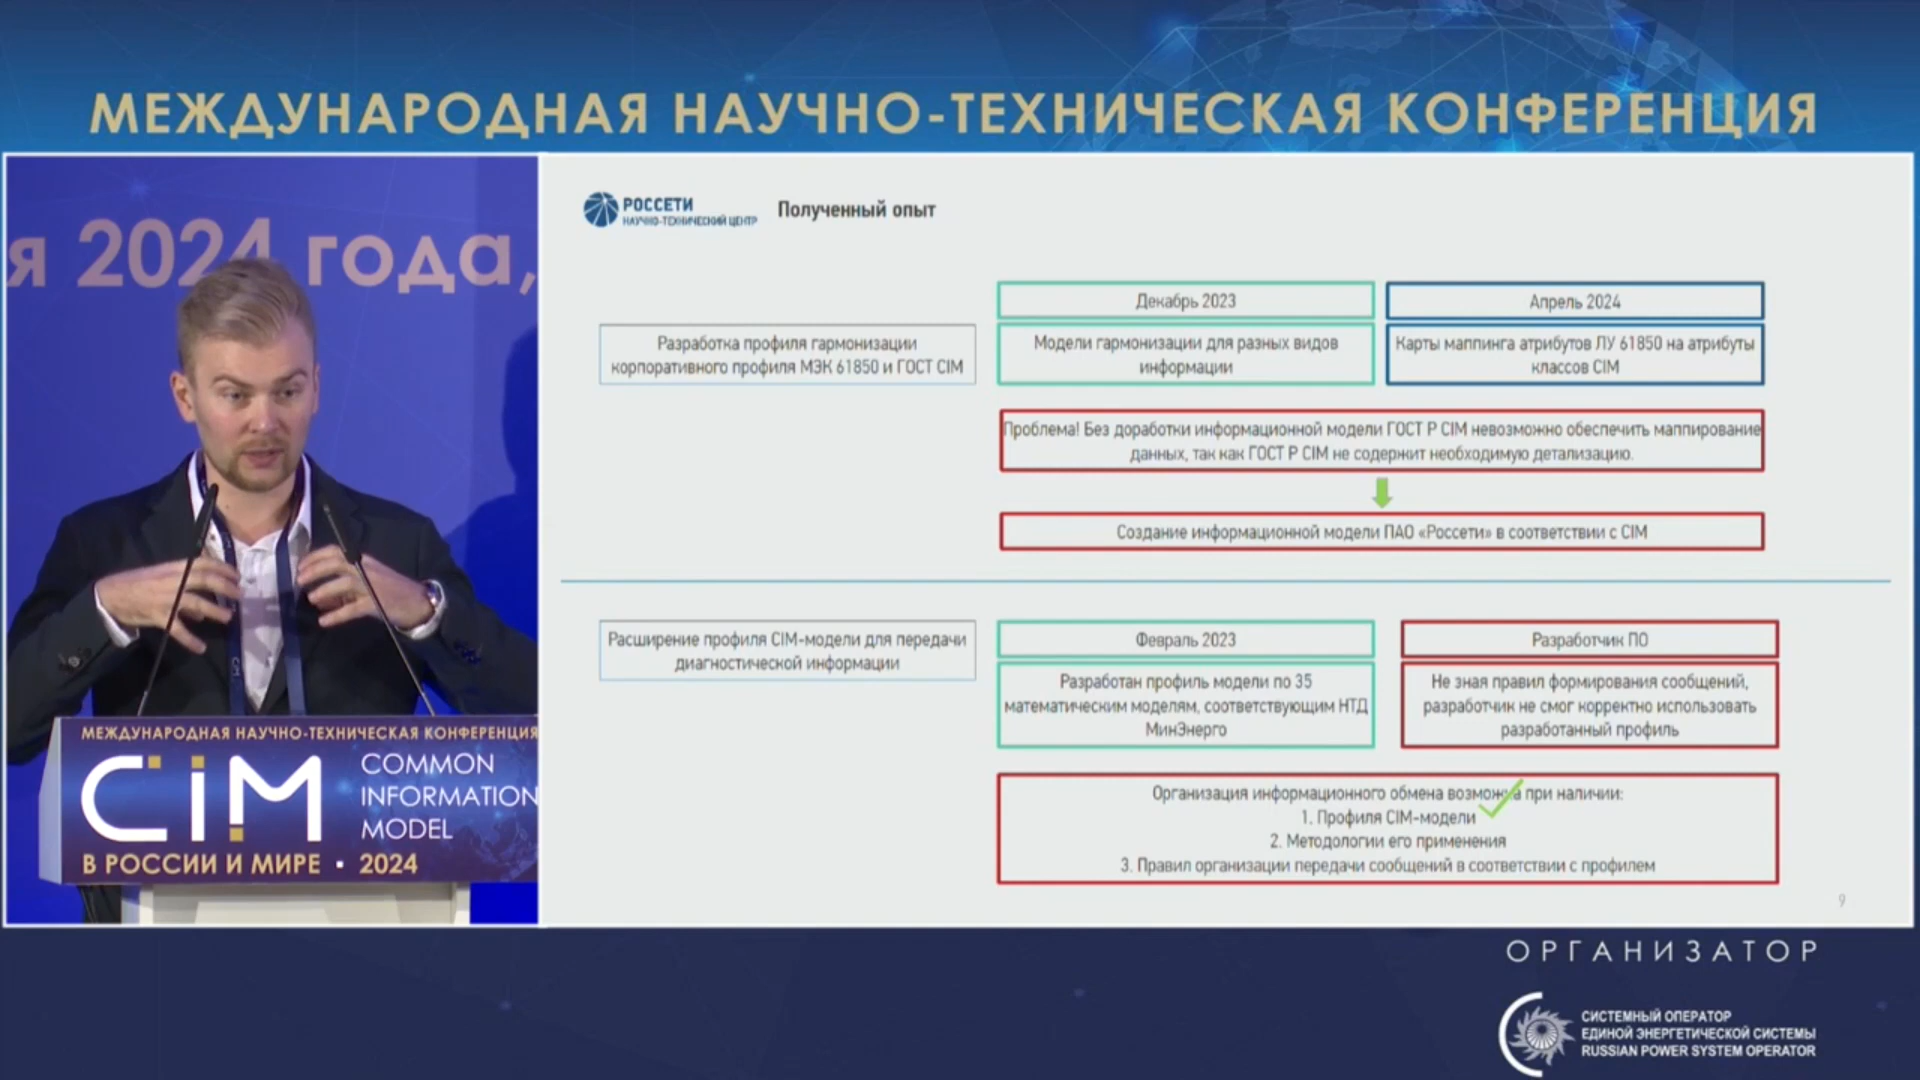 МЕЖДУНАРОДНАЯ НАУЧНО-ТЕХНИЧЕСКАЯ КОНФЕРЕНЦИЯ
я 2024 года,
МЕЖДУНАРОДНАЯ НАУЧНО-ТЕХНИЧЕСКАЯ КОНФЕРЕНЦИЯ
CiM
COMMON
INFORMATION
MODEL
В РОССИИ И МИРЕ • 2024
РОССЕТИ
НАУЧНО-ТЕХНИЧЕСКИЙ ЦЕНТР
Полученный опыт
Разработка профиля гармонизации
корпоративного профиля МЭК 61850 и ГОСТ CIM
Декабрь 2023
Модели гармонизации для разных видов
информации
Апрель 2024
Карты маппинга атрибутов ЛУ 61850 на атрибуты
классов CIM
Проблема! Без доработки информационной модели ГОСТ Р CIM невозможно обеспечить маппирование
данных, так как ГОСТ Р CIM не содержит необходимую детализацию.
Создание информационной модели ПАО «Россети» в соответствии с CIM
Расширение профиля CIM-модели для передачи
диагностической информации
Февраль 2023
Разработан профиль модели по 35
математическим моделям, соответствующим НТД
МинЭнерго
Разработчик ПО
Не зная правил формирования сообщений,
разработчик не смог корректно использовать
разработанный профиль
Организация информационного обмена возможна при наличии:
1. Профиля CIM-модели
2. Методологии его применения
3. Правил организации передачи сообщений в соответствии с профилем
9
ОРГАНИЗАТОР
СИСТЕМНЫЙ ОПЕРАТОР
ЕДИНОЙ ЭНЕРГЕТИЧЕСКОЙ СИСТЕМЫ
RUSSIAN POWER SYSTEM OPERATOR